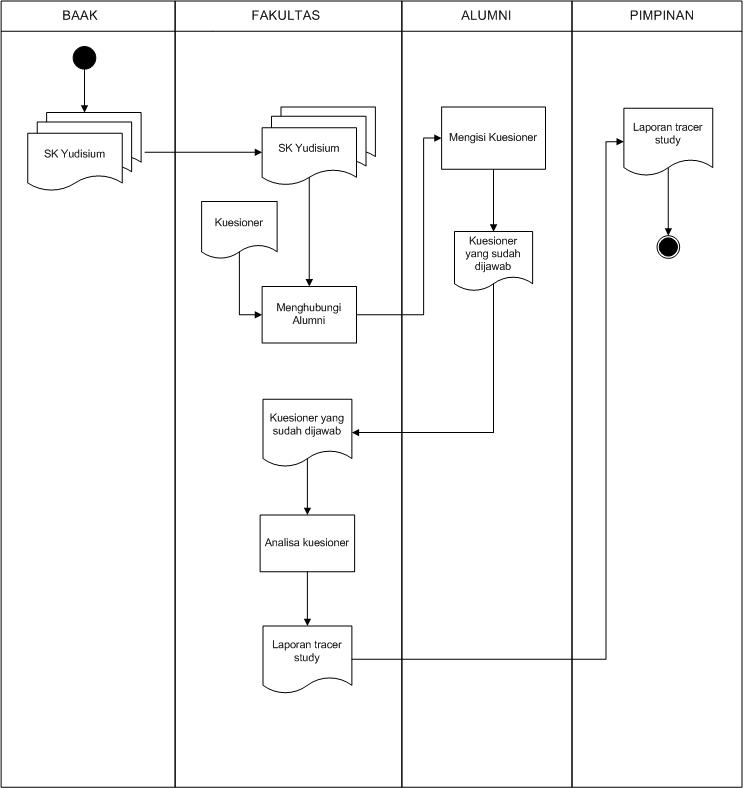 BAAK
FAKULTAS
ALUMNI
PIMPINAN
SK Yudisium
SK Yudisium
Kuesioner
Menghubungi
Alumni
Mengisi Kuesioner
Kuesioner
yang sudah
dijawab
Kuesioner yang
sudah dijawab
Analisa kuesioner
Laporan tracer
study
Laporan tracer
study